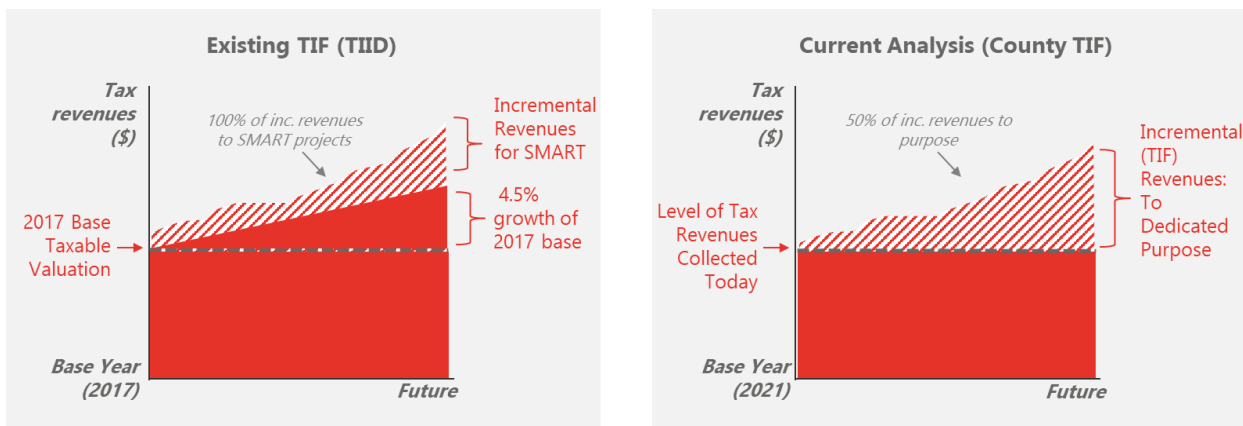 Existing TIF (TIID)
Tax
revenues
($)
100% of inc. revenues
to SMART projects
Incremental
Revenues
for SMART
4.5%
growth of
2017 base
2017 Base
Taxable
Valuation
Base Year
(2017)
Future
Current Analysis (County TIF)
Tax
revenues
($)
50% of inc. revenues to
purpose
Incremental
(TIF)
Revenues:
To
Dedicated
Purpose
Level of Tax
Revenues
Collected
Today
Base Year
(2021)
Future